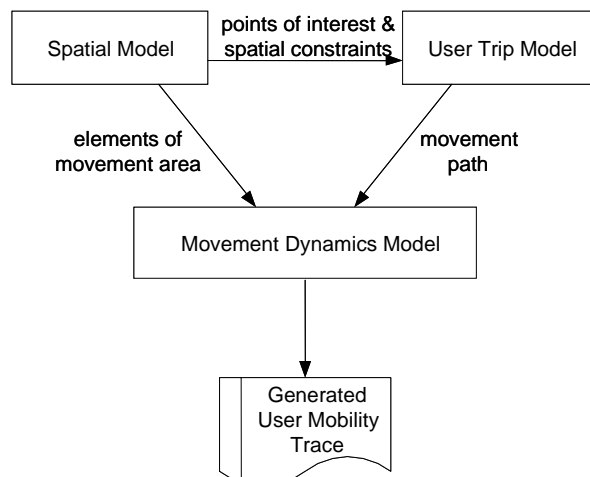 Spatial Model
points of interest &
spatial constraints
User Trip Model
elements of
movement area
movement
path
Movement Dynamics Model
Generated
User Mobility
Trace